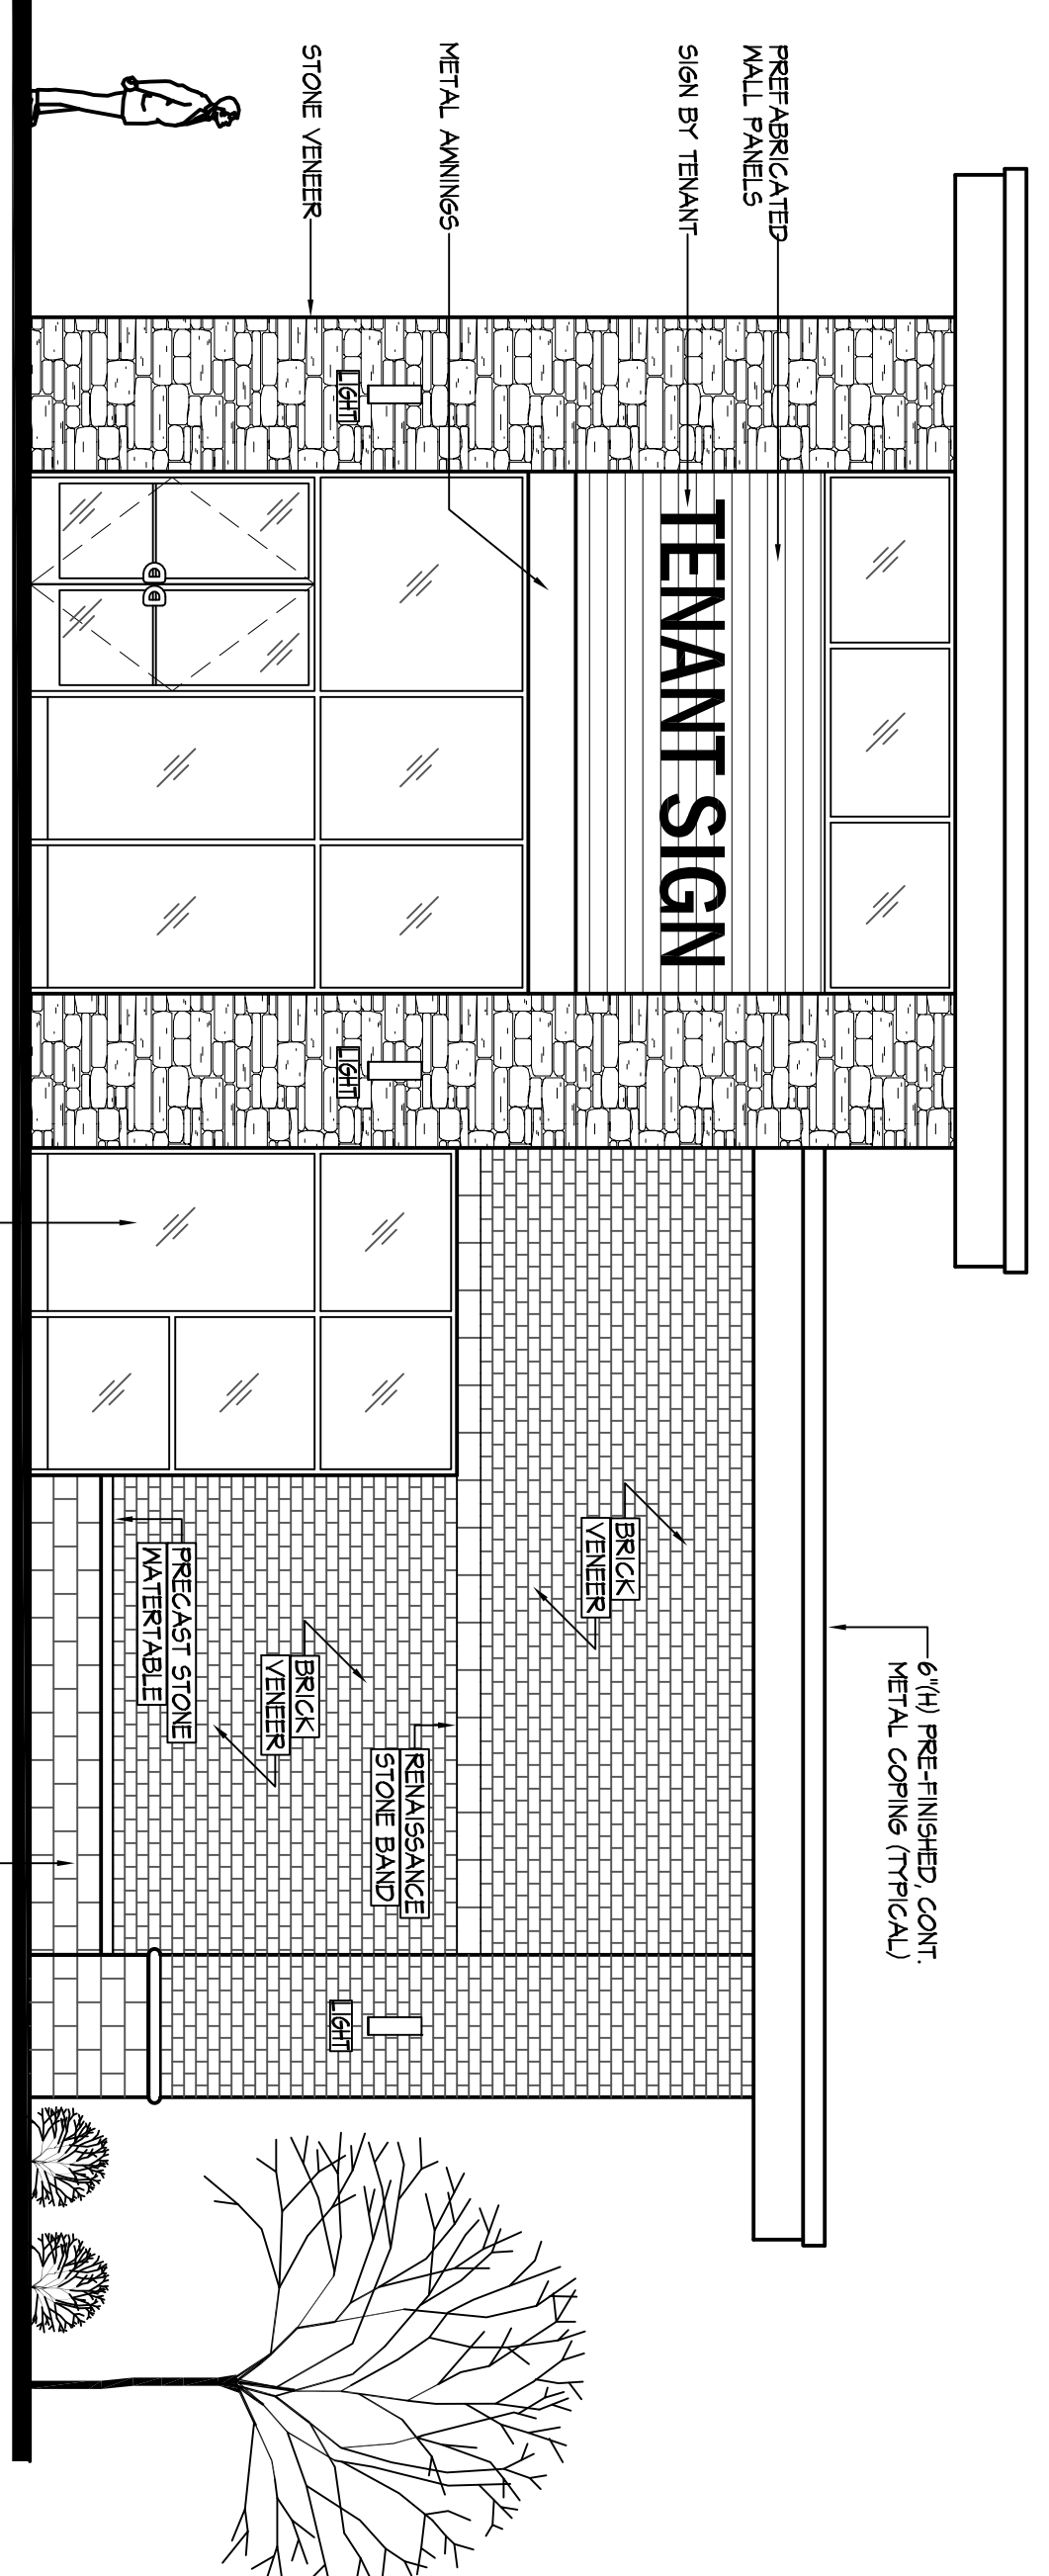 PREFABRICATED
WALL PANELS
SIGN BY TENANT
METAL AWNINGS
STONE VENEER
LIGHT
TENANT SIGN
LIGHT
6"(H) PRE-FINISHED, CONT.
METAL COPING (TYPICAL)
BRICK
VENEER
RENAISSANCE
STONE BAND
BRICK
VENEER
PRECAST STONE
WATERTABLE
LIGHT